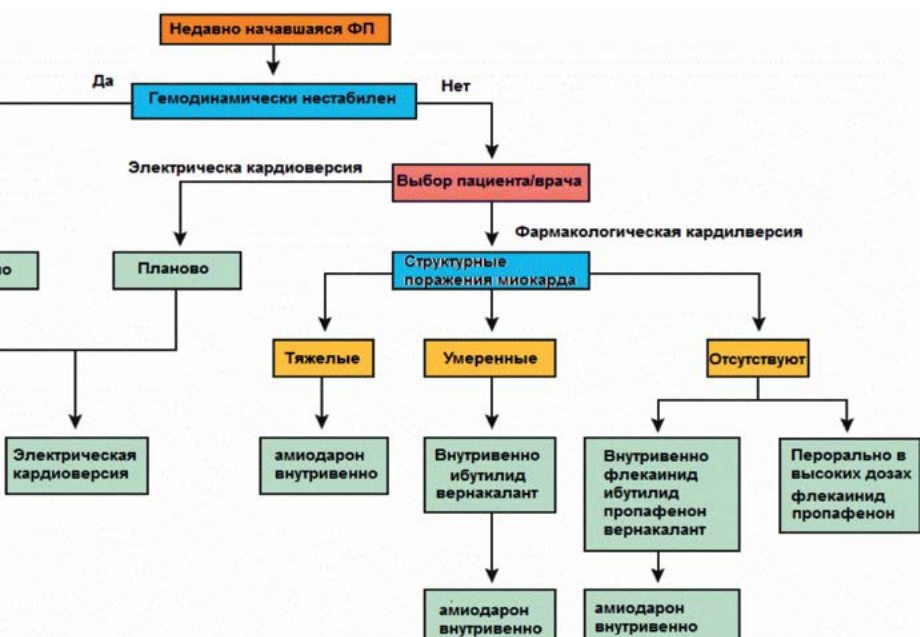 Недавно начавшаяся ФП
Да
Гемодинамически нестабилен
Нет
Электрическа кардиоверсия
Выбор пациента/врача
Фармакологическая кардилверсия
Планово
Структурные
поражения миокарда
Тяжелые
Умеренные
Отсутствуют
Электрическая
кардиоверсия
амиодарон
внутривенно
Внутривенно
ибутилид
вернакалант
Внутривенно
флекаинид
ибутилид
пропафенон
вернакалант
Перорально в
высоких дозах
флекаинид
пропафенон
амиодарон
внутривенно
амиодарон
внутривенно